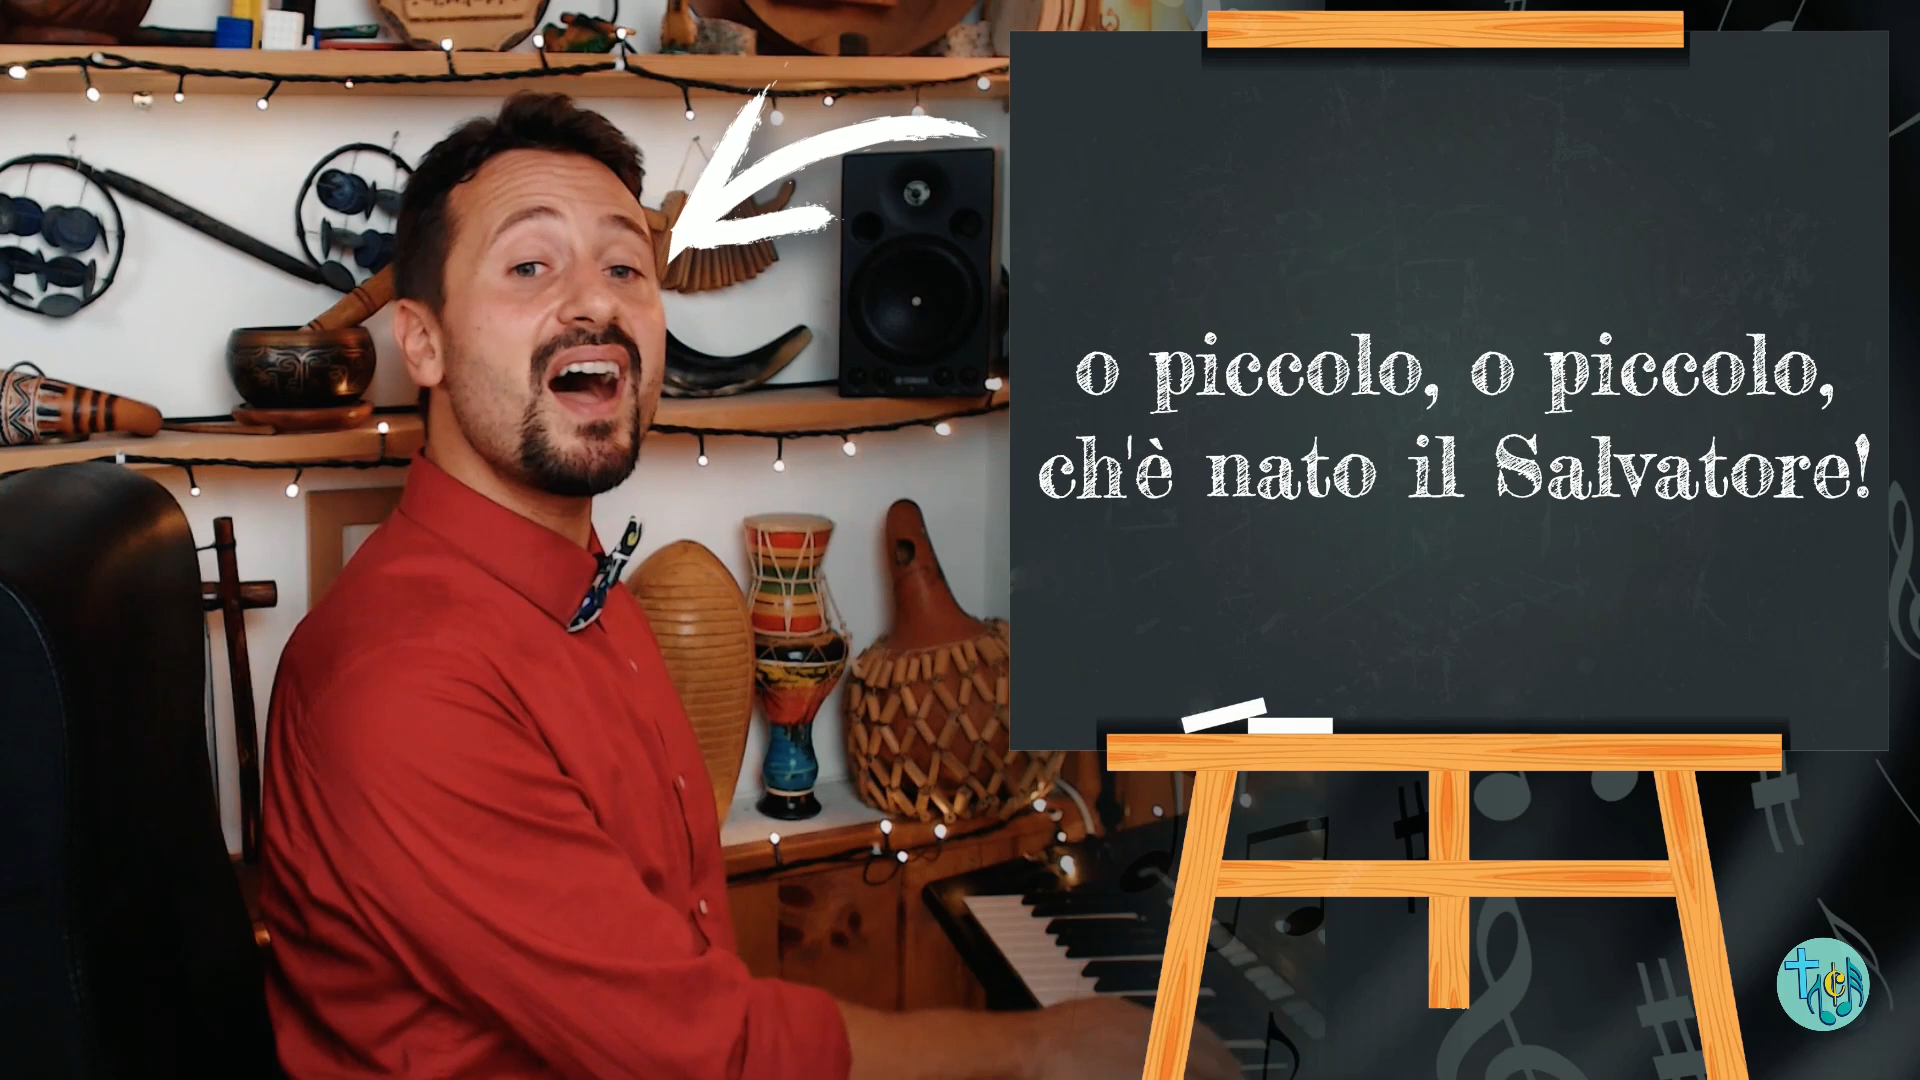 o piccolo, o piccolo,
ch'è nato il Salvatore!